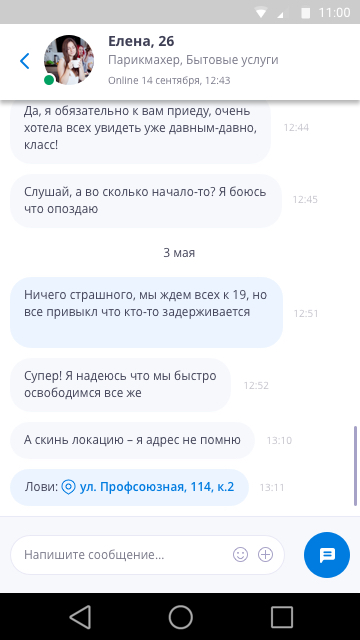 11:00
Елена, 26
Парикмахер, Бытовые услуги
Online 14 сентября, 12:43
Да, я обязательно к вам приеду, очень
хотела всех увидеть уже давным-давно,
класс!
12:44
Слушай, а во сколько начало-то? Я боюсь
что опоздаю
12:45
3 мая
Ничего страшного, мы ждем всех к 19, но
все привыкл что кто-то задерживается
12:51
Супер! Я надеюсь что мы быстро
освободимся все же
12:52
А скинь локацию – я адрес не помню
13:10
Лови: ул. Профсоюзная, 114, к.2
13:11
Напишите сообщение...